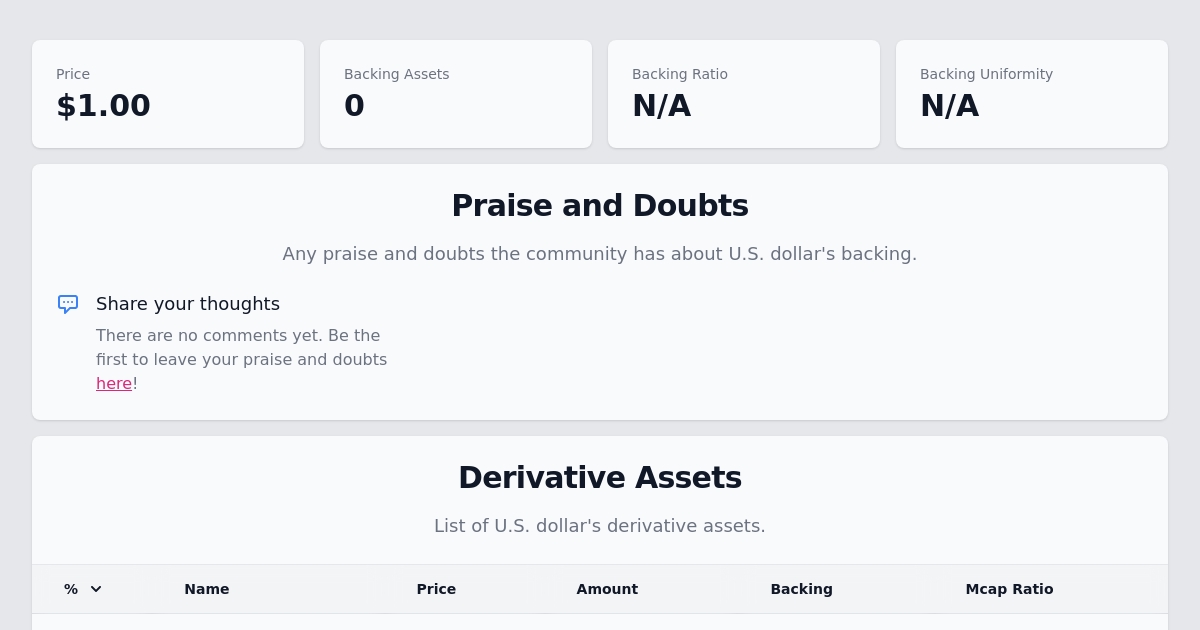 Price
$1.00
Backing Assets
0
Backing Ratio
N/A
Backing Uniformity
N/A
Praise and Doubts
Any praise and doubts the community has about U.S. dollar's backing.
Share your thoughts
There are no comments yet. Be the
first to leave your praise and doubts
here!
Derivative Assets
List of U.S. dollar's derivative assets.
% Name Price Amount Backing Mcap Ratio